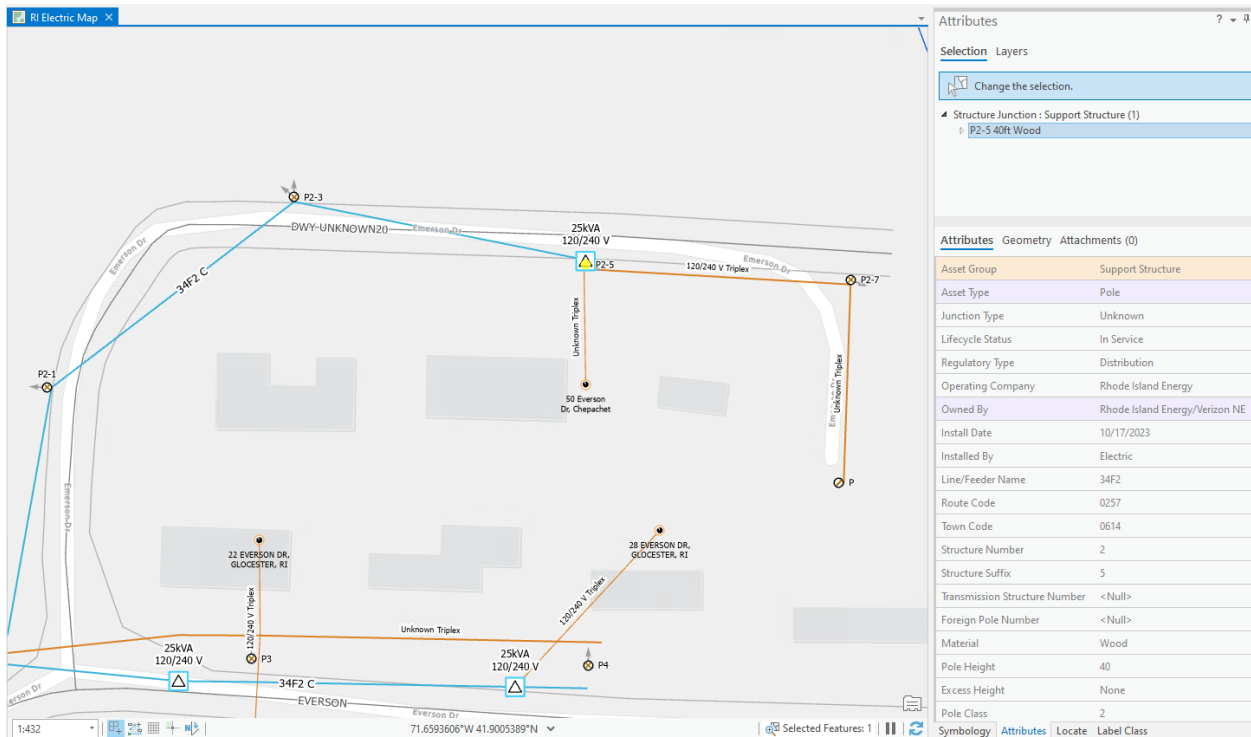 RI Electric Map
Attributes
Selection Layers
Change the selection.
Structure Junction : Support Structure (1)
P2-5 40ft Wood
P2-3
25kVA
120/240 V
DWY-UNKNOWN20
Emerson Dr
Emerson Dr
P2-5
120/240 V Triplex
Emerson Dr
P2-7
34F2 C
Unknown Triplex
Unknown Triplex
P2-1
50 Everson
Dr, Chepachet
Emerson Dr
P
22 EVERSON DR,
GLOCESTER, RI
28 EVERSON DR,
GLOCESTER, RI
120/240 V Triplex
120/240 V Triplex
Unknown Triplex
25kVA
120/240 V
P3
25kVA
120/240 V
P4
34F2 C
EVERSON
Emerson Dr
1:432
71.6593606°W 41.9005389°N
Selected Features: 1
Attributes Geometry Attachments (0)
Asset Group Support Structure
Asset Type Pole
Junction Type Unknown
Lifecycle Status In Service
Regulatory Type Distribution
Operating Company Rhode Island Energy
Owned By Rhode Island Energy/Verizon NE
Install Date 10/17/2023
Installed By Electric
Line/Feeder Name 34F2
Route Code 0257
Town Code 0614
Structure Number 2
Structure Suffix 5
Transmission Structure Number <Null>
Foreign Pole Number <Null>
Material Wood
Pole Height 40
Excess Height None
Pole Class 2
Symbology Attributes Locate Label Class